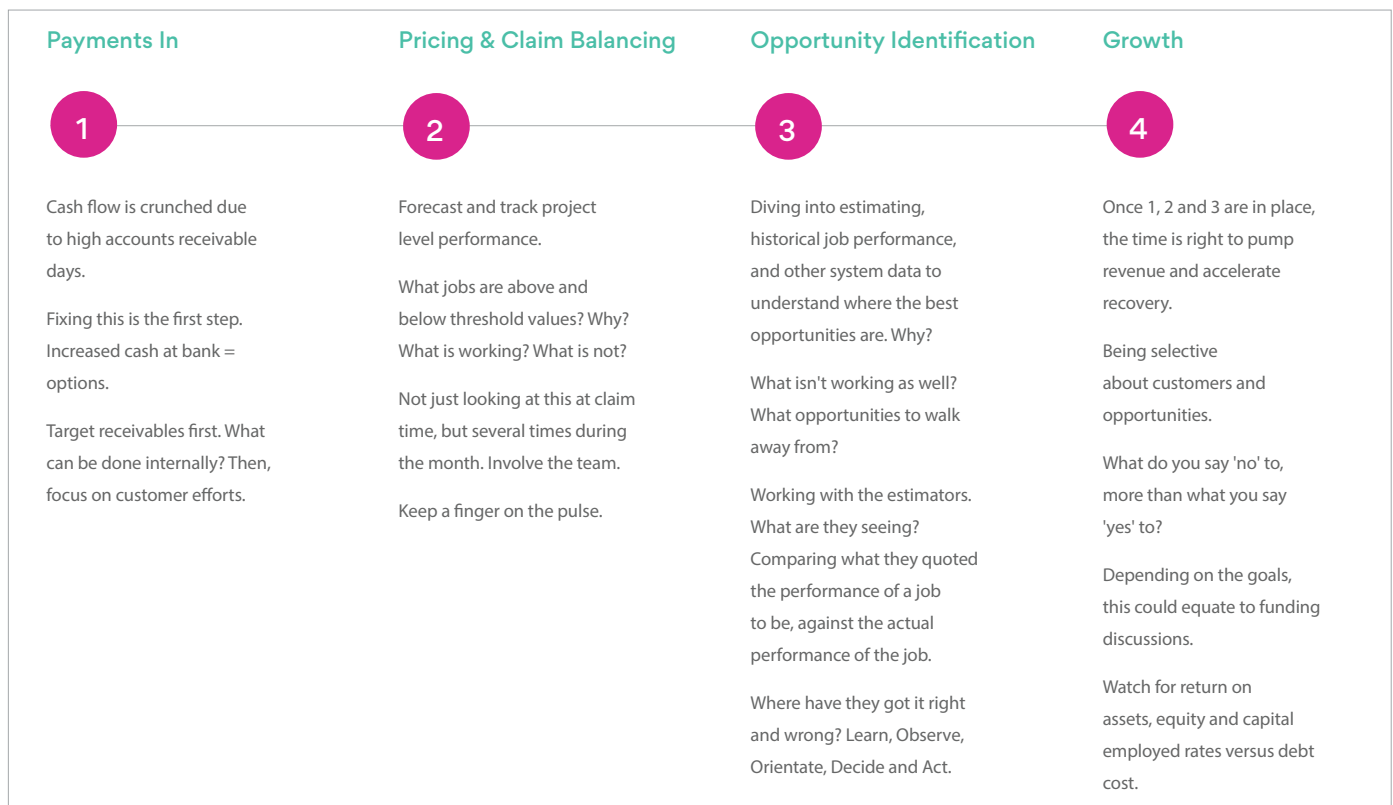 Payments In
1
Cash flow is crunched due
to high accounts receivable
days.
Fixing this is the first step.
Increased cash at bank =
options.
Target receivables first. What
can be done internally? Then,
focus on customer efforts.
Pricing & Claim Balancing
2
Forecast and track project
level performance.
What jobs are above and
below threshold values? Why?
What is working? What is not?
Not just looking at this at claim
time, but several times during
the month. Involve the team.
Keep a finger on the pulse.
Opportunity Identification
3
Diving into estimating,
historical job performance,
and other system data to
understand where the best
opportunities are. Why?
What isn't working as well?
What opportunities to walk
away from?
Working with the estimators.
What are they seeing?
Comparing what they quoted
the performance of a job
to be, against the actual
performance of the job.
Where have they got it right
and wrong? Learn, Observe,
Orientate, Decide and Act.
Growth
4
Once 1, 2 and 3 are in place,
the time is right to pump
revenue and accelerate
recovery.
Being selective
about customers and
opportunities.
What do you say 'no' to,
more than what you say
'yes' to?
Depending on the goals,
this could equate to funding
discussions.
Watch for return on
assets, equity and capital
employed rates versus debt
cost.